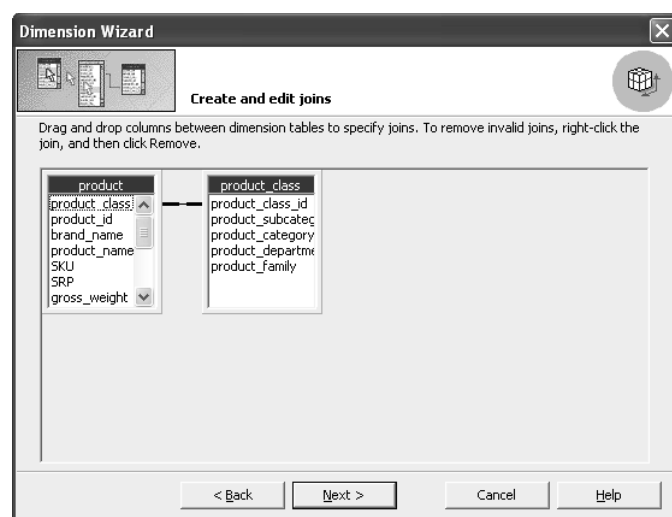 Dimension Wizard
Create and edit joins
Drag and drop columns between dimension tables to specify joins. To remove invalid joins, right-click the
join, and then click Remove.
product
product_class
product_id
brand_name
product_name
SKU
SRP
gross_weight
product_class
product_class_id
product_subcateg
product_category
product_departme
product_family
< Back
Next >
Cancel
Help